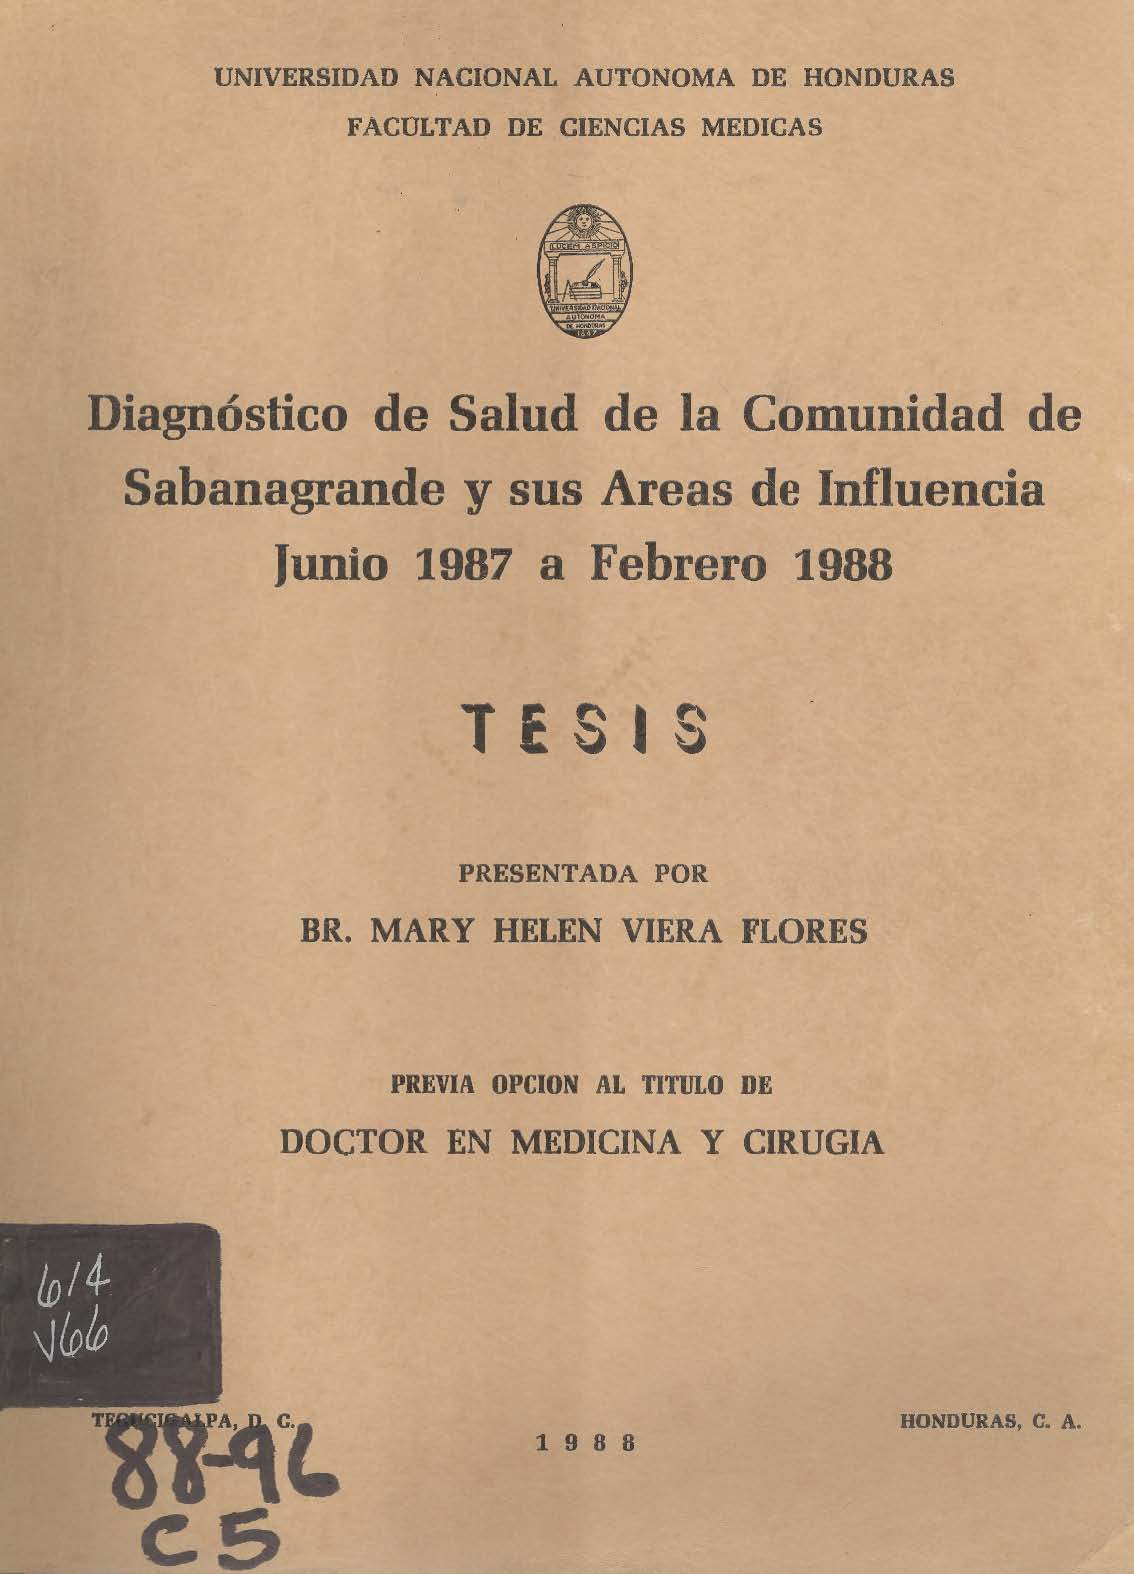 UNIVERSIDAD NACIONAL AUTONOMA DE HONDURAS
FACULTAD DE CIENCIAS MEDICAS
LUCEM ASPICIO
UNIVERSIDAD NACIONAL
AUTONOMA
DE HONDURAS
1847
Diagnóstico de Salud de la Comunidad de
Sabanagrande y sus Areas de Influencia
Junio 1987 a Febrero 1988
TESIS
PRESENTADA POR
BR. MARY HELEN VIERA FLORES
PREVIA OPCION AL TITULO DE
DOCTOR EN MEDICINA Y CIRUGIA
614
V66
TEGUCIGALPA, D. C.
HONDURAS, C. A.
1988
88-96
C5